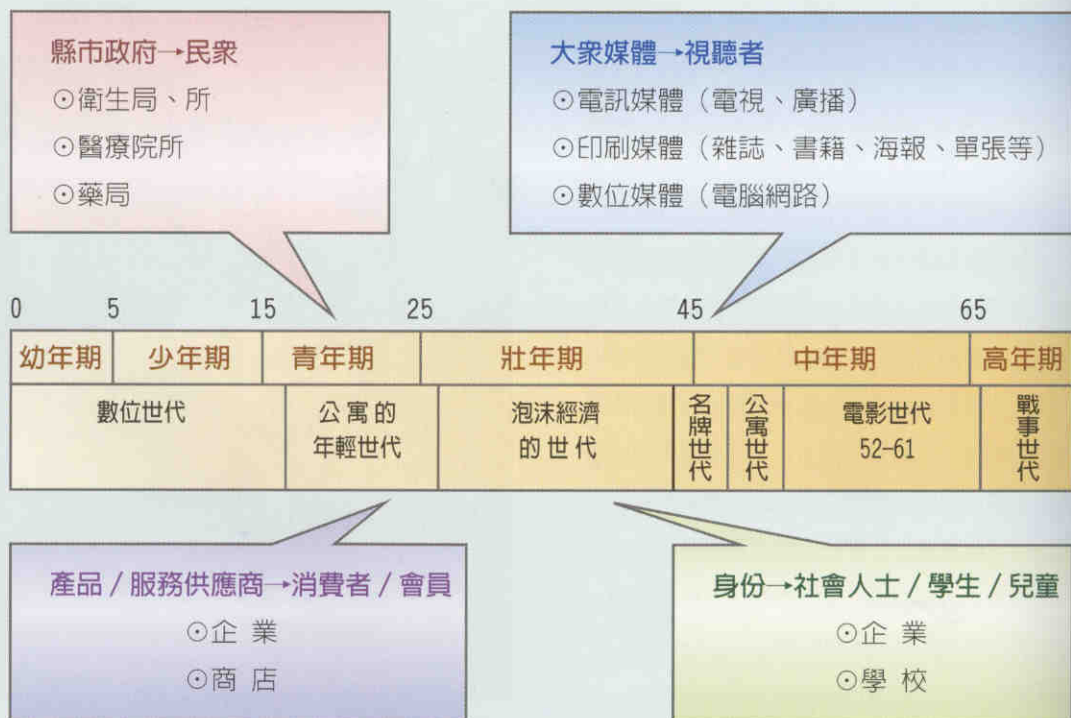 縣市政府→民衆
⊙衛生局、所
⊙醫療院所
⊙藥局
大衆媒體→視聽者
⊙電訊媒體（電視、廣播）
⊙印刷媒體（雜誌、書籍、海報、單張等）
⊙數位媒體（電腦網路）
0 5 15 25 45 65
幼年期 少年期 青年期 壯年期 中年期 高年期
數位世代
公寓的
年輕世代
泡沫經濟
的世代
名牌世代
公寓世代
電影世代
52-61
戰事世代
產品/服務供應商→消費者/會員
⊙企業
⊙商店
身份→社會人士/學生/兒童
⊙企業
⊙學校